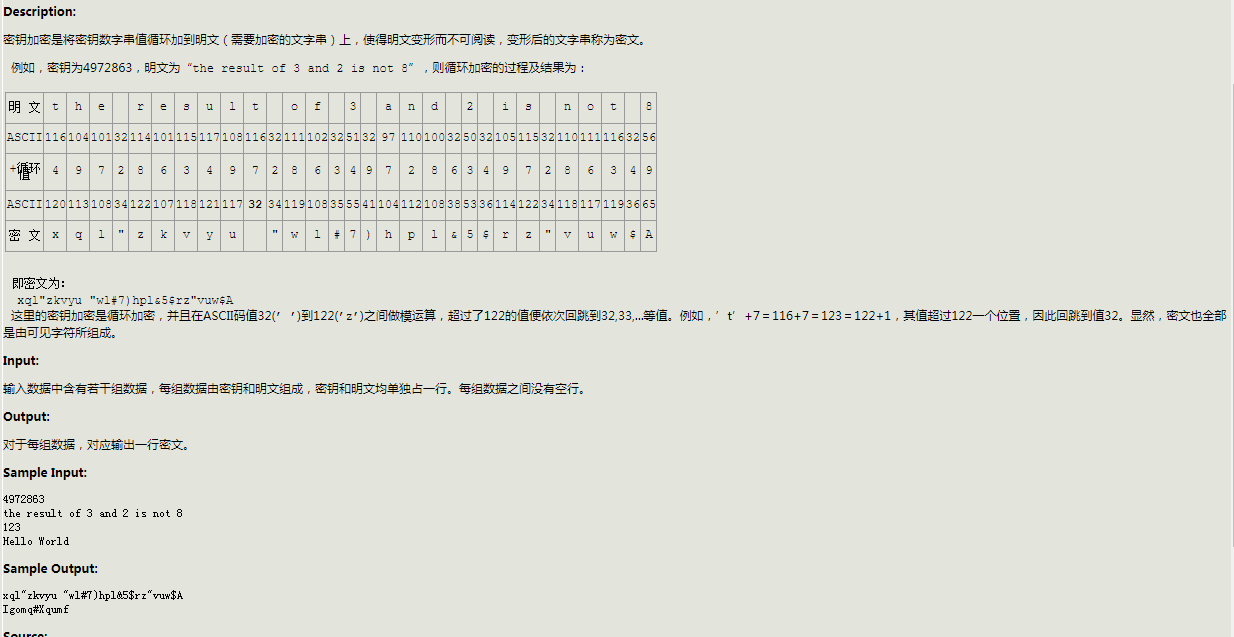 Description:
密钥加密是将密钥数字串值循环加到明文（需要加密的文字串）上，使得明文变形而不可阅读，变形后的文字串称为密文。
例如，密钥为4972863，明文为“the result of 3 and 2 is not 8”，则循环加密的过程及结果为：
明 文 t h e r e s u l t o f 3 a n d 2 i s n o t 8
ASCII 116 104 101 32 114 101 115 117 108 116 32 111 102 32 51 32 97 110 100 32 50 32 105 115 32 110 111 116 32 56
+循环值 4 9 7 2 8 6 3 4 9 7 2 8 6 3 4 9 7 2 8 6 3 4 9 7 2 8 6 3 4 9
ASCII 120 113 108 34 122 107 118 121 117 32 34 119 108 35 55 41 104 112 108 38 53 36 114 122 34 118 117 119 36 65
密 文 x q l " z k v y u " w l # 7 ) h p l & 5 $ r z " v u w $ A
即密文为：
xql"zkvyu "wl#7)hpl&5$rz"vuw$A
这里的密钥加密是循环加密，并且在ASCII码值32(’ ’)到122(’z’)之间做模运算，超过了122的值便依次回跳到32,33,...等值。例如，’t’+7＝116+7＝123＝122+1，其值超过122一个位置，因此回跳到值32。显然，密文也全部
是由可见字符所组成。
Input:
输入数据中含有若干组数据，每组数据由密钥和明文组成，密钥和明文均单独占一行。每组数据之间没有空行。
Output:
对于每组数据，对应输出一行密文。
Sample Input:
4972863
the result of 3 and 2 is not 8
123
Hello World
Sample Output:
xql"zkvyu "wl#7)hpl&5$rz"vuw$A
Igomq#Xqumf
Source: